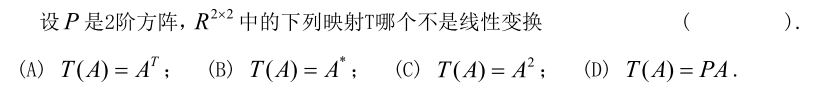 设 P 是2阶方阵, R^{2×2} 中的下列映射T哪个不是线性变换 ( ).
(A) T(A) = A^T; (B) T(A) = A^*; (C) T(A) = A^2; (D) T(A) = PA.